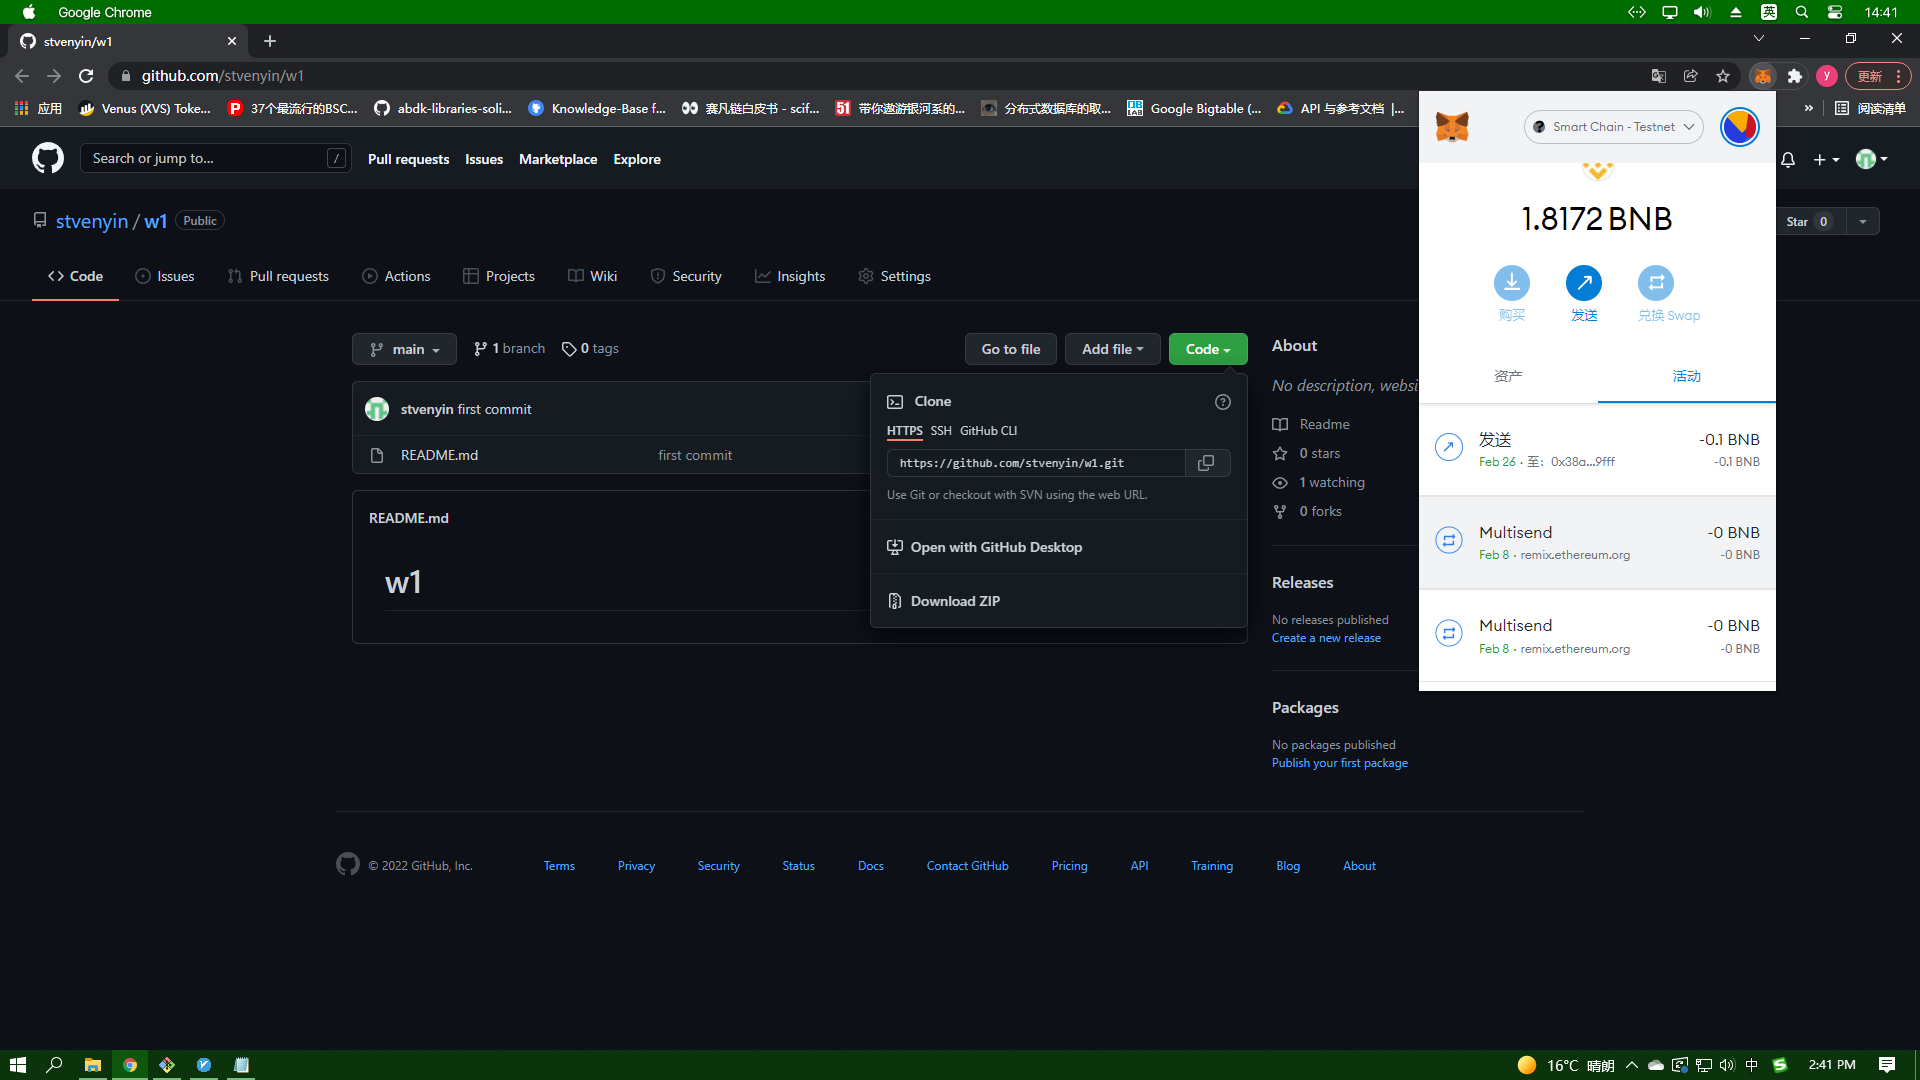 Google Chrome
英
14:41
stvenyin/w1
github.com/stvenyin/w1
y
更新
应用
Venus (XVS) Toke...
37个最流行的BSC...
abdk-libraries-soli...
Knowledge-Base f...
赛凡链白皮书 - scif...
51
带你遨游银河系的...
分布式数据库的取...
Google Bigtable (...
API 与参考文档 |...
»
阅读清单
Search or jump to...
/
Pull requests
Issues
Marketplace
Explore
stvenyin / w1
Public
Star 0
Code
Issues
Pull requests
Actions
Projects
Wiki
Security
Insights
Settings
main
1 branch
0 tags
Go to file
Add file
Code
stvenyin first commit
README.md
first commit
README.md
w1
Clone
HTTPS
SSH
GitHub CLI
https://github.com/stvenyin/w1.git
Use Git or checkout with SVN using the web URL.
Open with GitHub Desktop
Download ZIP
About
No description, websi
Readme
0 stars
1 watching
0 forks
Releases
No releases published
Create a new release
Packages
No packages published
Publish your first package
Smart Chain - Testnet
1.8172 BNB
购买
发送
兑换 Swap
资产
活动
发送
-0.1 BNB
Feb 26 · 至: 0x38a...9fff
-0.1 BNB
Multisend
-0 BNB
Feb 8 · remix.ethereum.org
-0 BNB
Multisend
-0 BNB
Feb 8 · remix.ethereum.org
-0 BNB
© 2022 GitHub, Inc.
Terms
Privacy
Security
Status
Docs
Contact GitHub
Pricing
API
Training
Blog
About
16°C 晴朗
中
2:41 PM